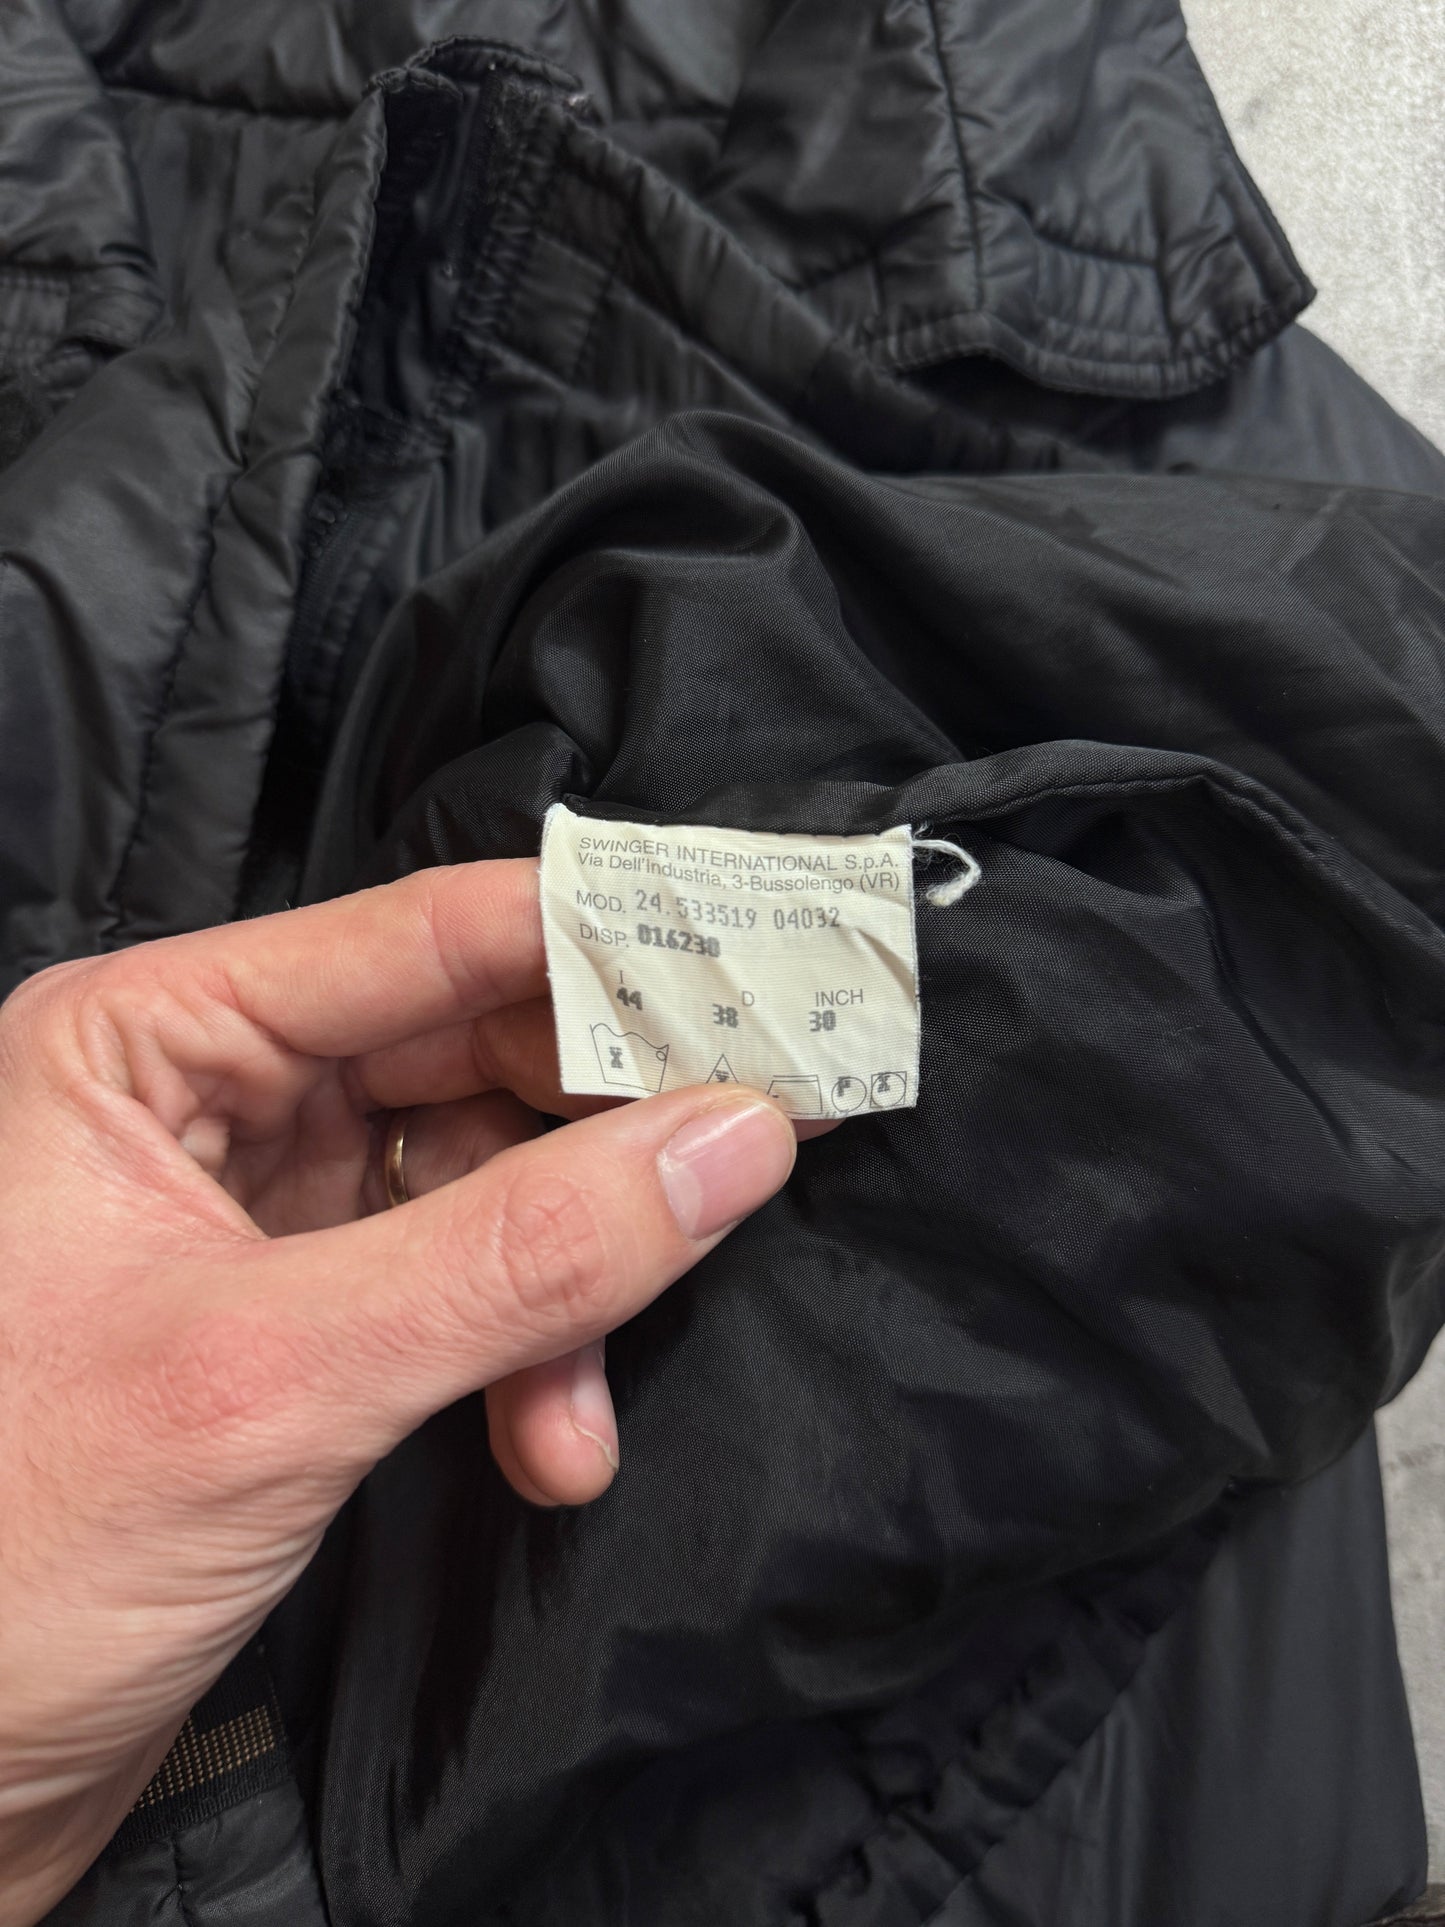 SWINGER INTERNATIONAL S.p.A.
Via Dell'Industria, 3-Bussolengo (VR)
MOD. 24.533519 04032
DISP. 016230
I D INCH
44 38 30
X P X